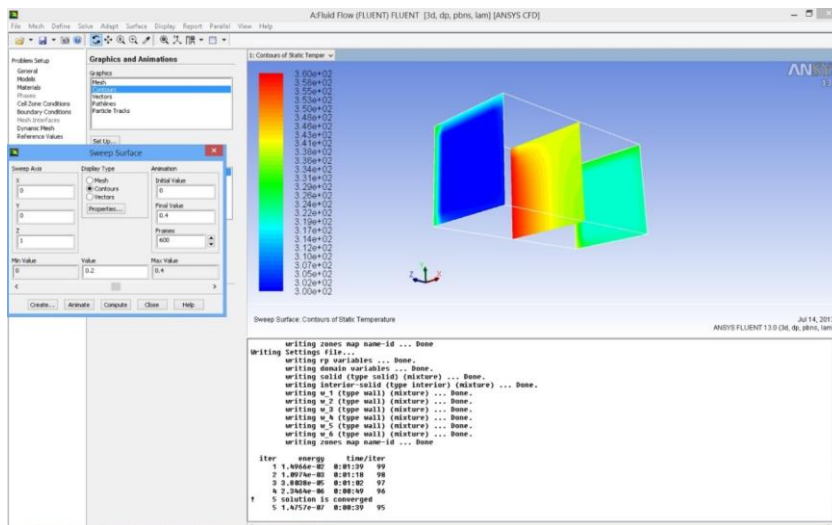 A:Fluid Flow (FLUENT) FLUENT [3d, dp, pbns, lam] [ANSYS CFD]
File Mesh Define Solve Adapt Surface Display Report Parallel View Help
Problem Setup
General
Models
Materials
Phases
Cell Zone Conditions
Boundary Conditions
Mesh Interfaces
Dynamic Mesh
Reference Values
Graphics and Animations
Graphics
Mesh
Contours
Vectors
Pathlines
Particle Tracks
Set Up...
Sweep Surface
Sweep Axis
X
0
Y
0
Z
1
Display Type
Mesh
Contours
Vectors
Properties...
Animation
Initial Value
0
Final Value
0.4
Frames
600
Min Value
0
Value
0.2
Max Value
0.4
Create... Animate Compute Close Help
1: Contours of Static Temper
3.60e+02
3.58e+02
3.55e+02
3.53e+02
3.50e+02
3.48e+02
3.46e+02
3.43e+02
3.41e+02
3.38e+02
3.36e+02
3.34e+02
3.31e+02
3.29e+02
3.26e+02
3.24e+02
3.22e+02
3.19e+02
3.17e+02
3.14e+02
3.12e+02
3.10e+02
3.07e+02
3.05e+02
3.02e+02
3.00e+02
Y
Z X
Sweep Surface: Contours of Static Temperature
Jul 14, 201
ANSYS FLUENT 13.0 (3d, dp, pbns, lam)
writing zones map name-id ... Done
Writing Settings file...
writing rp variables ... Done.
writing domain variables ... Done.
writing solid (type solid) (mixture) ... Done.
writing interior-solid (type interior) (mixture) ... Done.
writing w_1 (type wall) (mixture) ... Done.
writing w_2 (type wall) (mixture) ... Done.
writing w_3 (type wall) (mixture) ... Done.
writing w_4 (type wall) (mixture) ... Done.
writing w_5 (type wall) (mixture) ... Done.
writing w_6 (type wall) (mixture) ... Done.
writing zones map name-id ... Done
iter energy time/iter
1 1.4966e-02 0:01:39 99
2 1.0974e-03 0:01:18 98
3 3.8038e-05 0:01:02 97
4 2.3464e-06 0:00:49 96
! 5 solution is converged
5 1.4757e-07 0:00:39 95